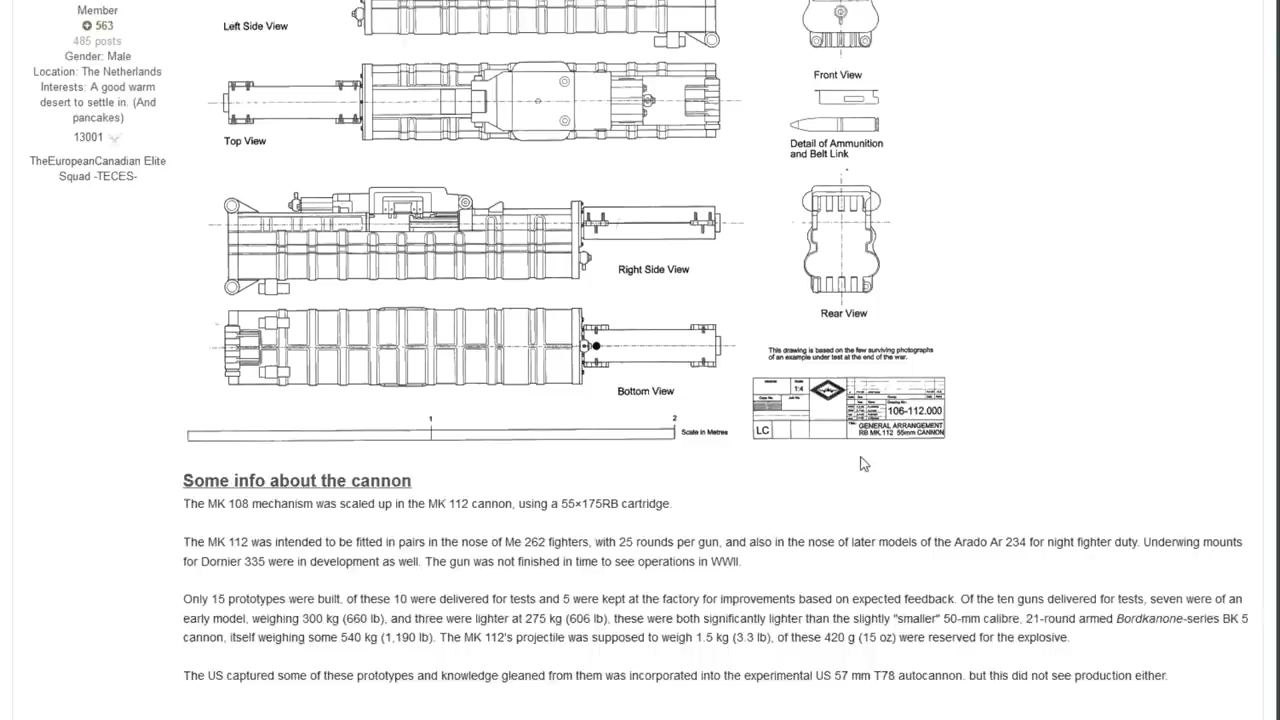 Member
563
485 posts
Gender: Male
Location: The Netherlands
Interests: A good warm
desert to settle in. (And
pancakes)
13001
TheEuropeanCanadian Elite
Squad -TECES-
Left Side View
Front View
Top View
Detail of Ammunition
and Belt Link
Right Side View
Rear View
Bottom View
This drawing is based on the few surviving photographs
of an example under test at the end of the war.
1:4
106-112.000
LC
GENERAL ARRANGEMENT
RB MK.112 55mm CANNON
1
2
Scale in Metres
Some info about the cannon
The MK 108 mechanism was scaled up in the MK 112 cannon, using a 55×175RB cartridge.
The MK 112 was intended to be fitted in pairs in the nose of Me 262 fighters, with 25 rounds per gun, and also in the nose of later models of the Arado Ar 234 for night fighter duty. Underwing mounts
for Dornier 335 were in development as well. The gun was not finished in time to see operations in WWII.
Only 15 prototypes were built, of these 10 were delivered for tests and 5 were kept at the factory for improvements based on expected feedback. Of the ten guns delivered for tests, seven were of an
early model, weighing 300 kg (660 lb), and three were lighter at 275 kg (606 lb), these were both significantly lighter than the slightly "smaller" 50-mm calibre, 21-round armed Bordkanone-series BK 5
cannon, itself weighing some 540 kg (1,190 lb). The MK 112's projectile was supposed to weigh 1.5 kg (3.3 lb), of these 420 g (15 oz) were reserved for the explosive.
The US captured some of these prototypes and knowledge gleaned from them was incorporated into the experimental US 57 mm T78 autocannon. but this did not see production either.